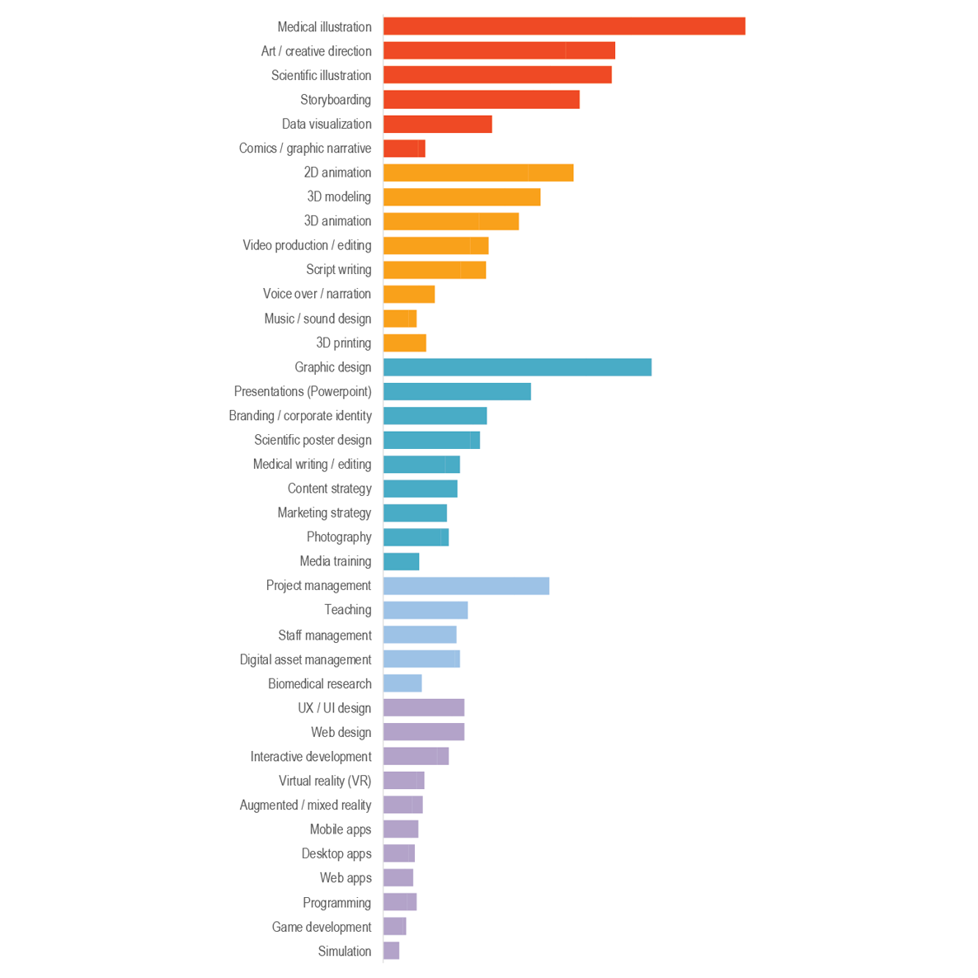 Medical illustration
Art / creative direction
Scientific illustration
Storyboarding
Data visualization
Comics / graphic narrative
2D animation
3D modeling
3D animation
Video production / editing
Script writing
Voice over / narration
Music / sound design
3D printing
Graphic design
Presentations (Powerpoint)
Branding / corporate identity
Scientific poster design
Medical writing / editing
Content strategy
Marketing strategy
Photography
Media training
Project management
Teaching
Staff management
Digital asset management
Biomedical research
UX / UI design
Web design
Interactive development
Virtual reality (VR)
Augmented / mixed reality
Mobile apps
Desktop apps
Web apps
Programming
Game development
Simulation